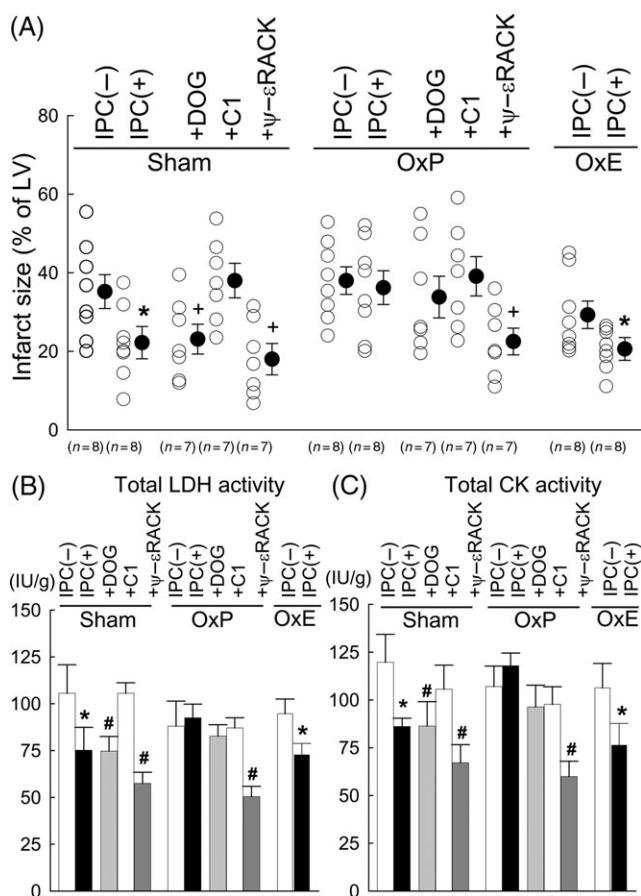 (A)
IPC(−) IPC(+) +DOG +C1 +ψ−εRACK IPC(−) IPC(+) +DOG +C1 +ψ−εRACK IPC(−) IPC(+)
Sham OxP OxE
Infarct size (% of LV)
80
60
40
20
0
* + + + *
(n=8) (n=8) (n=7) (n=7) (n=7) (n=8) (n=8) (n=7) (n=7) (n=7) (n=8) (n=8)
(B) Total LDH activity
IPC(−) IPC(+) +DOG +C1 +ψ−εRACK IPC(−) IPC(+) +DOG +C1 +ψ−εRACK IPC(−) IPC(+)
(IU/g)
Sham OxP OxE
150
125
100
75
50
25
0
* # # # *
(C) Total CK activity
IPC(−) IPC(+) +DOG +C1 +ψ−εRACK IPC(−) IPC(+) +DOG +C1 +ψ−εRACK IPC(−) IPC(+)
(IU/g)
Sham OxP OxE
150
125
100
75
50
25
0
* # # # *